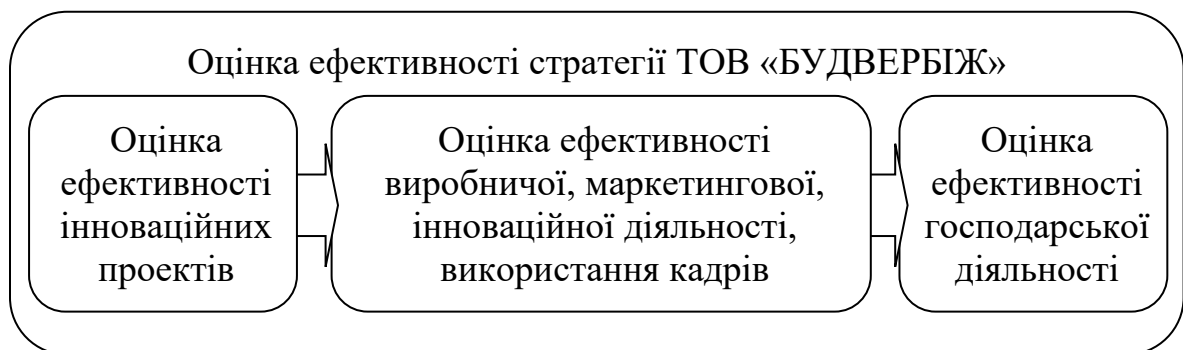 Оцінка ефективності стратегії ТОВ «БУДВЕРБІЖ»
Оцінка
ефективності
інноваційних
проектів
Оцінка ефективності
виробничої, маркетингової,
інноваційної діяльності,
використання кадрів
Оцінка
ефективності
господарської
діяльності